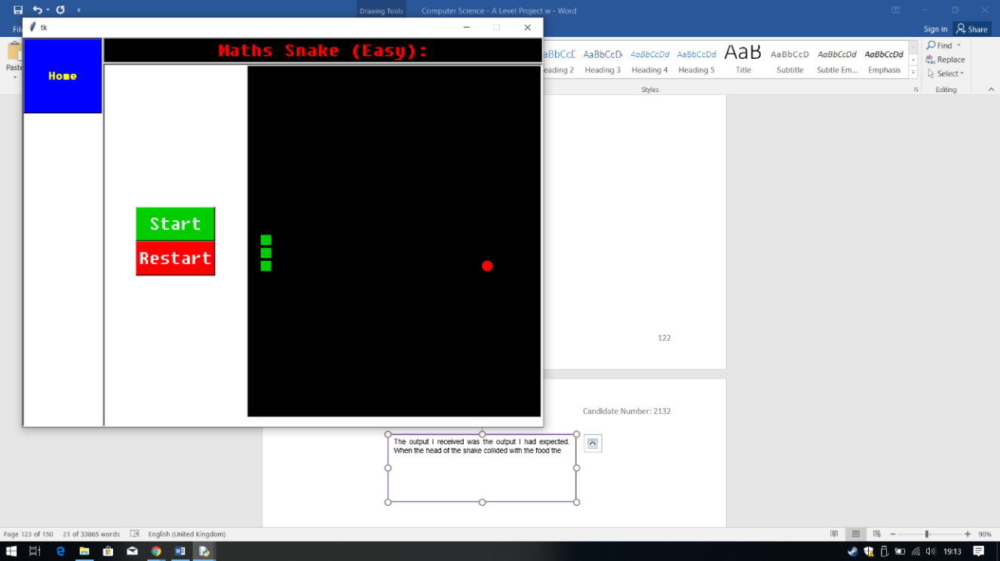 Drawing Tools
Computer Science - A Level Project w - Word
tk
Sign in
Share
Home
Maths Snake (Easy):
Paste
AaBbCcD AaBbCcDd AaBbCcDd AaB AaBbCcD AaBbCcDd AaBbCcDd
Heading 3 Heading 4 Heading 5 Title Subtitle Subtle Em... Emphasis
Find
Replace
Select
Styles
Editing
Start
Restart
122
Candidate Number: 2132
The output I received was the output I had expected.
When the head of the snake collided with the food the
Page 123 of 150 21 of 33865 words English (United Kingdom)
90%
19:13